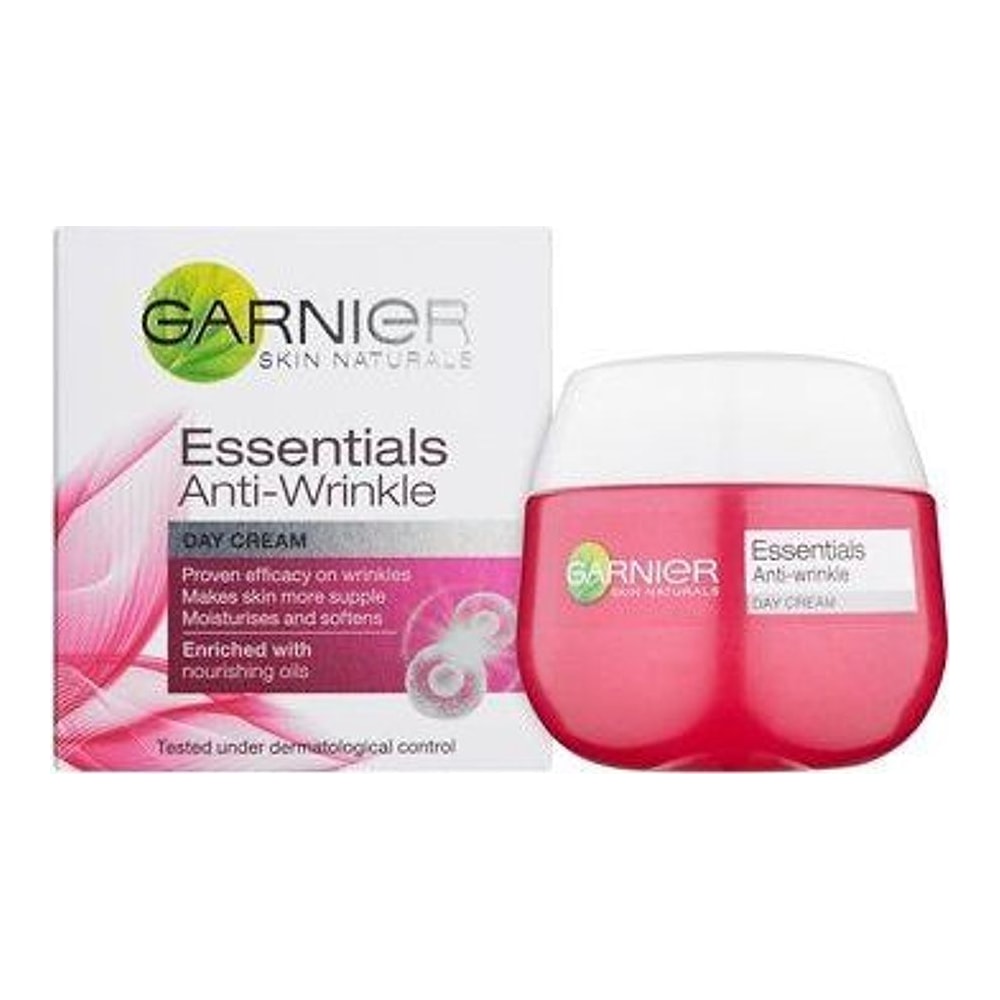 GARNIER
SKIN NATURALS
Essentials
Anti-Wrinkle
DAY CREAM
Proven efficacy on wrinkles
Makes skin more supple
Moisturises and softens
Enriched with
nourishing oils
Tested under dermatological control
GARNIER
SKIN NATURALS
Essentials
Anti-wrinkle
DAY CREAM